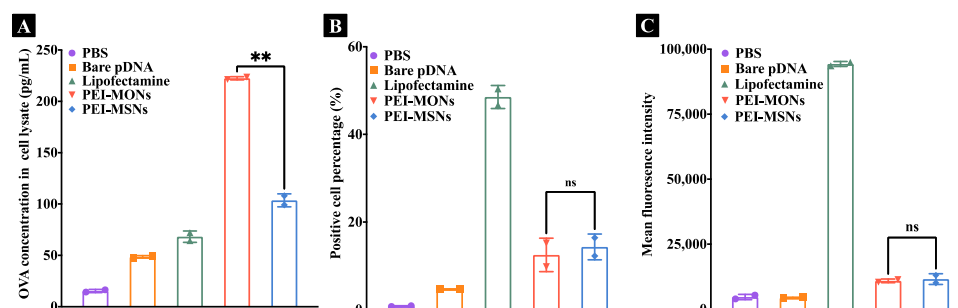 A
OVA concentration in cell lysate (pg/mL)
250
200
150
100
50
0
PBS
Bare pDNA
Lipofectamine
PEI-MONs
PEI-MSNs
**
B
Positive cell percentage (%)
60
40
20
0
PBS
Bare pDNA
Lipofectamine
PEI-MONs
PEI-MSNs
ns
C
Mean fluoresence intensity
100,000
75,000
50,000
25,000
0
PBS
Bare pDNA
Lipofectamine
PEI-MONs
PEI-MSNs
ns